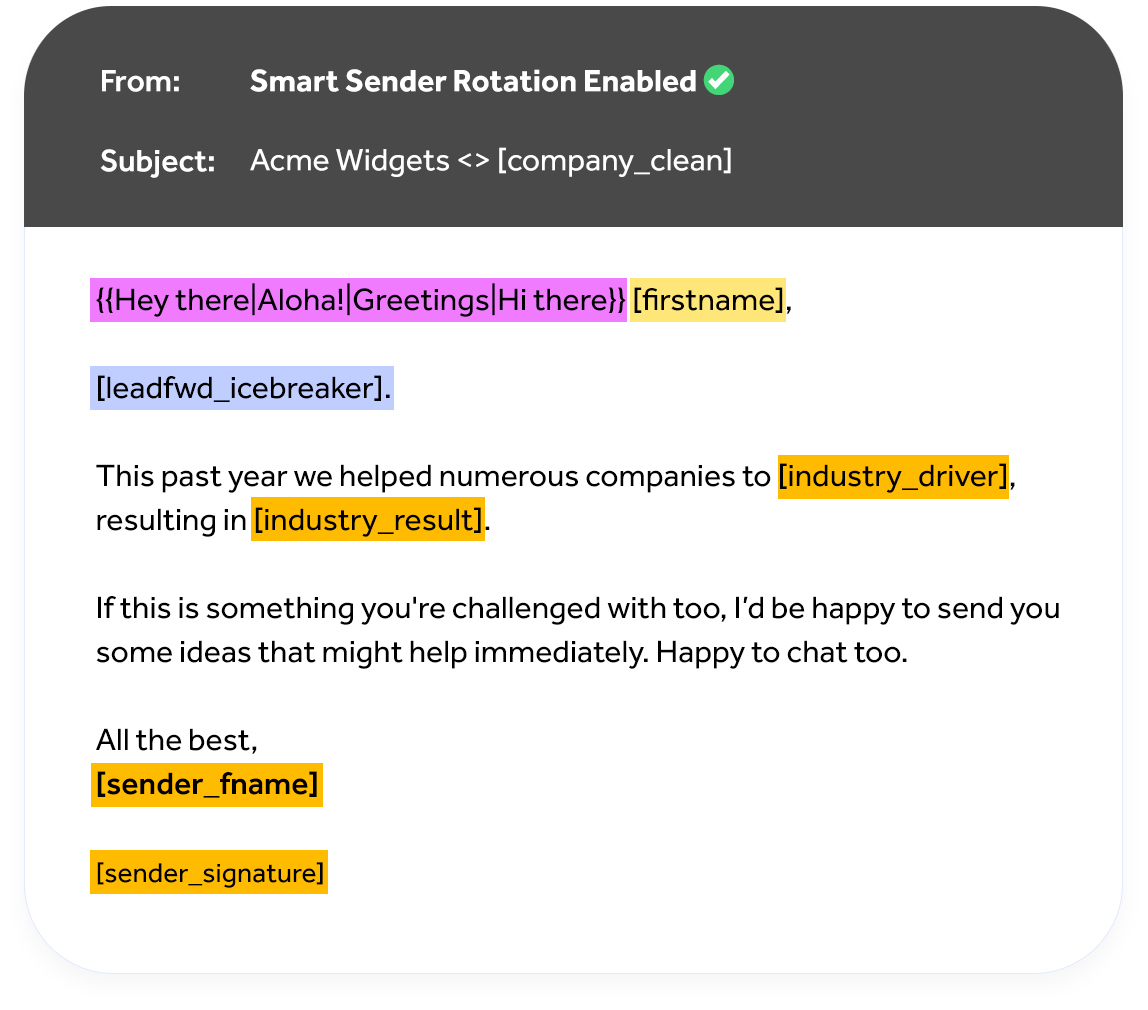 From: Smart Sender Rotation Enabled
Subject: Acme Widgets <> [company_clean]
{{Hey there|Aloha!|Greetings|Hi there}} [firstname],
[leadfwd_icebreaker].
This past year we helped numerous companies to [industry_driver],
resulting in [industry_result].
If this is something you're challenged with too, I’d be happy to send you
some ideas that might help immediately. Happy to chat too.
All the best,
[sender_fname]
[sender_signature]